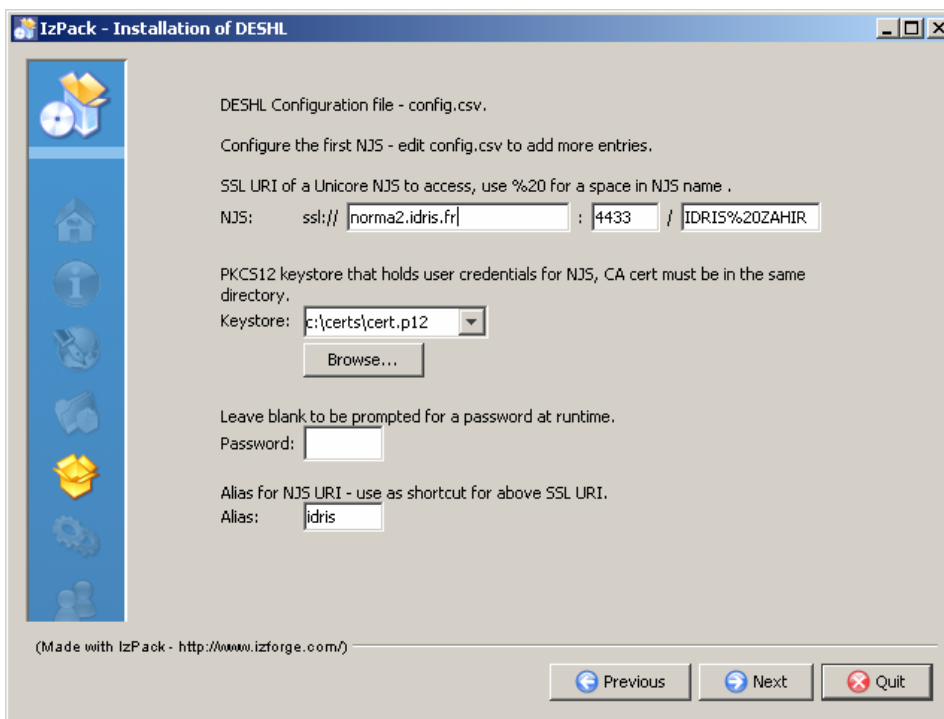 IzPack - Installation of DESHL
DESHL Configuration file - config.csv.
Configure the first NJS - edit config.csv to add more entries.
SSL URI of a Unicore NJS to access, use %20 for a space in NJS name .
NJS: ssl:// norma2.idris.fr : 4433 / IDRIS%20ZAHIR
PKCS12 keystore that holds user credentials for NJS, CA cert must be in the same
directory.
Keystore: c:\certs\cert.p12
Browse...
Leave blank to be prompted for a password at runtime.
Password:
Alias for NJS URI - use as shortcut for above SSL URI.
Alias: idris
(Made with IzPack - http://www.izforge.com/)
Previous Next Quit